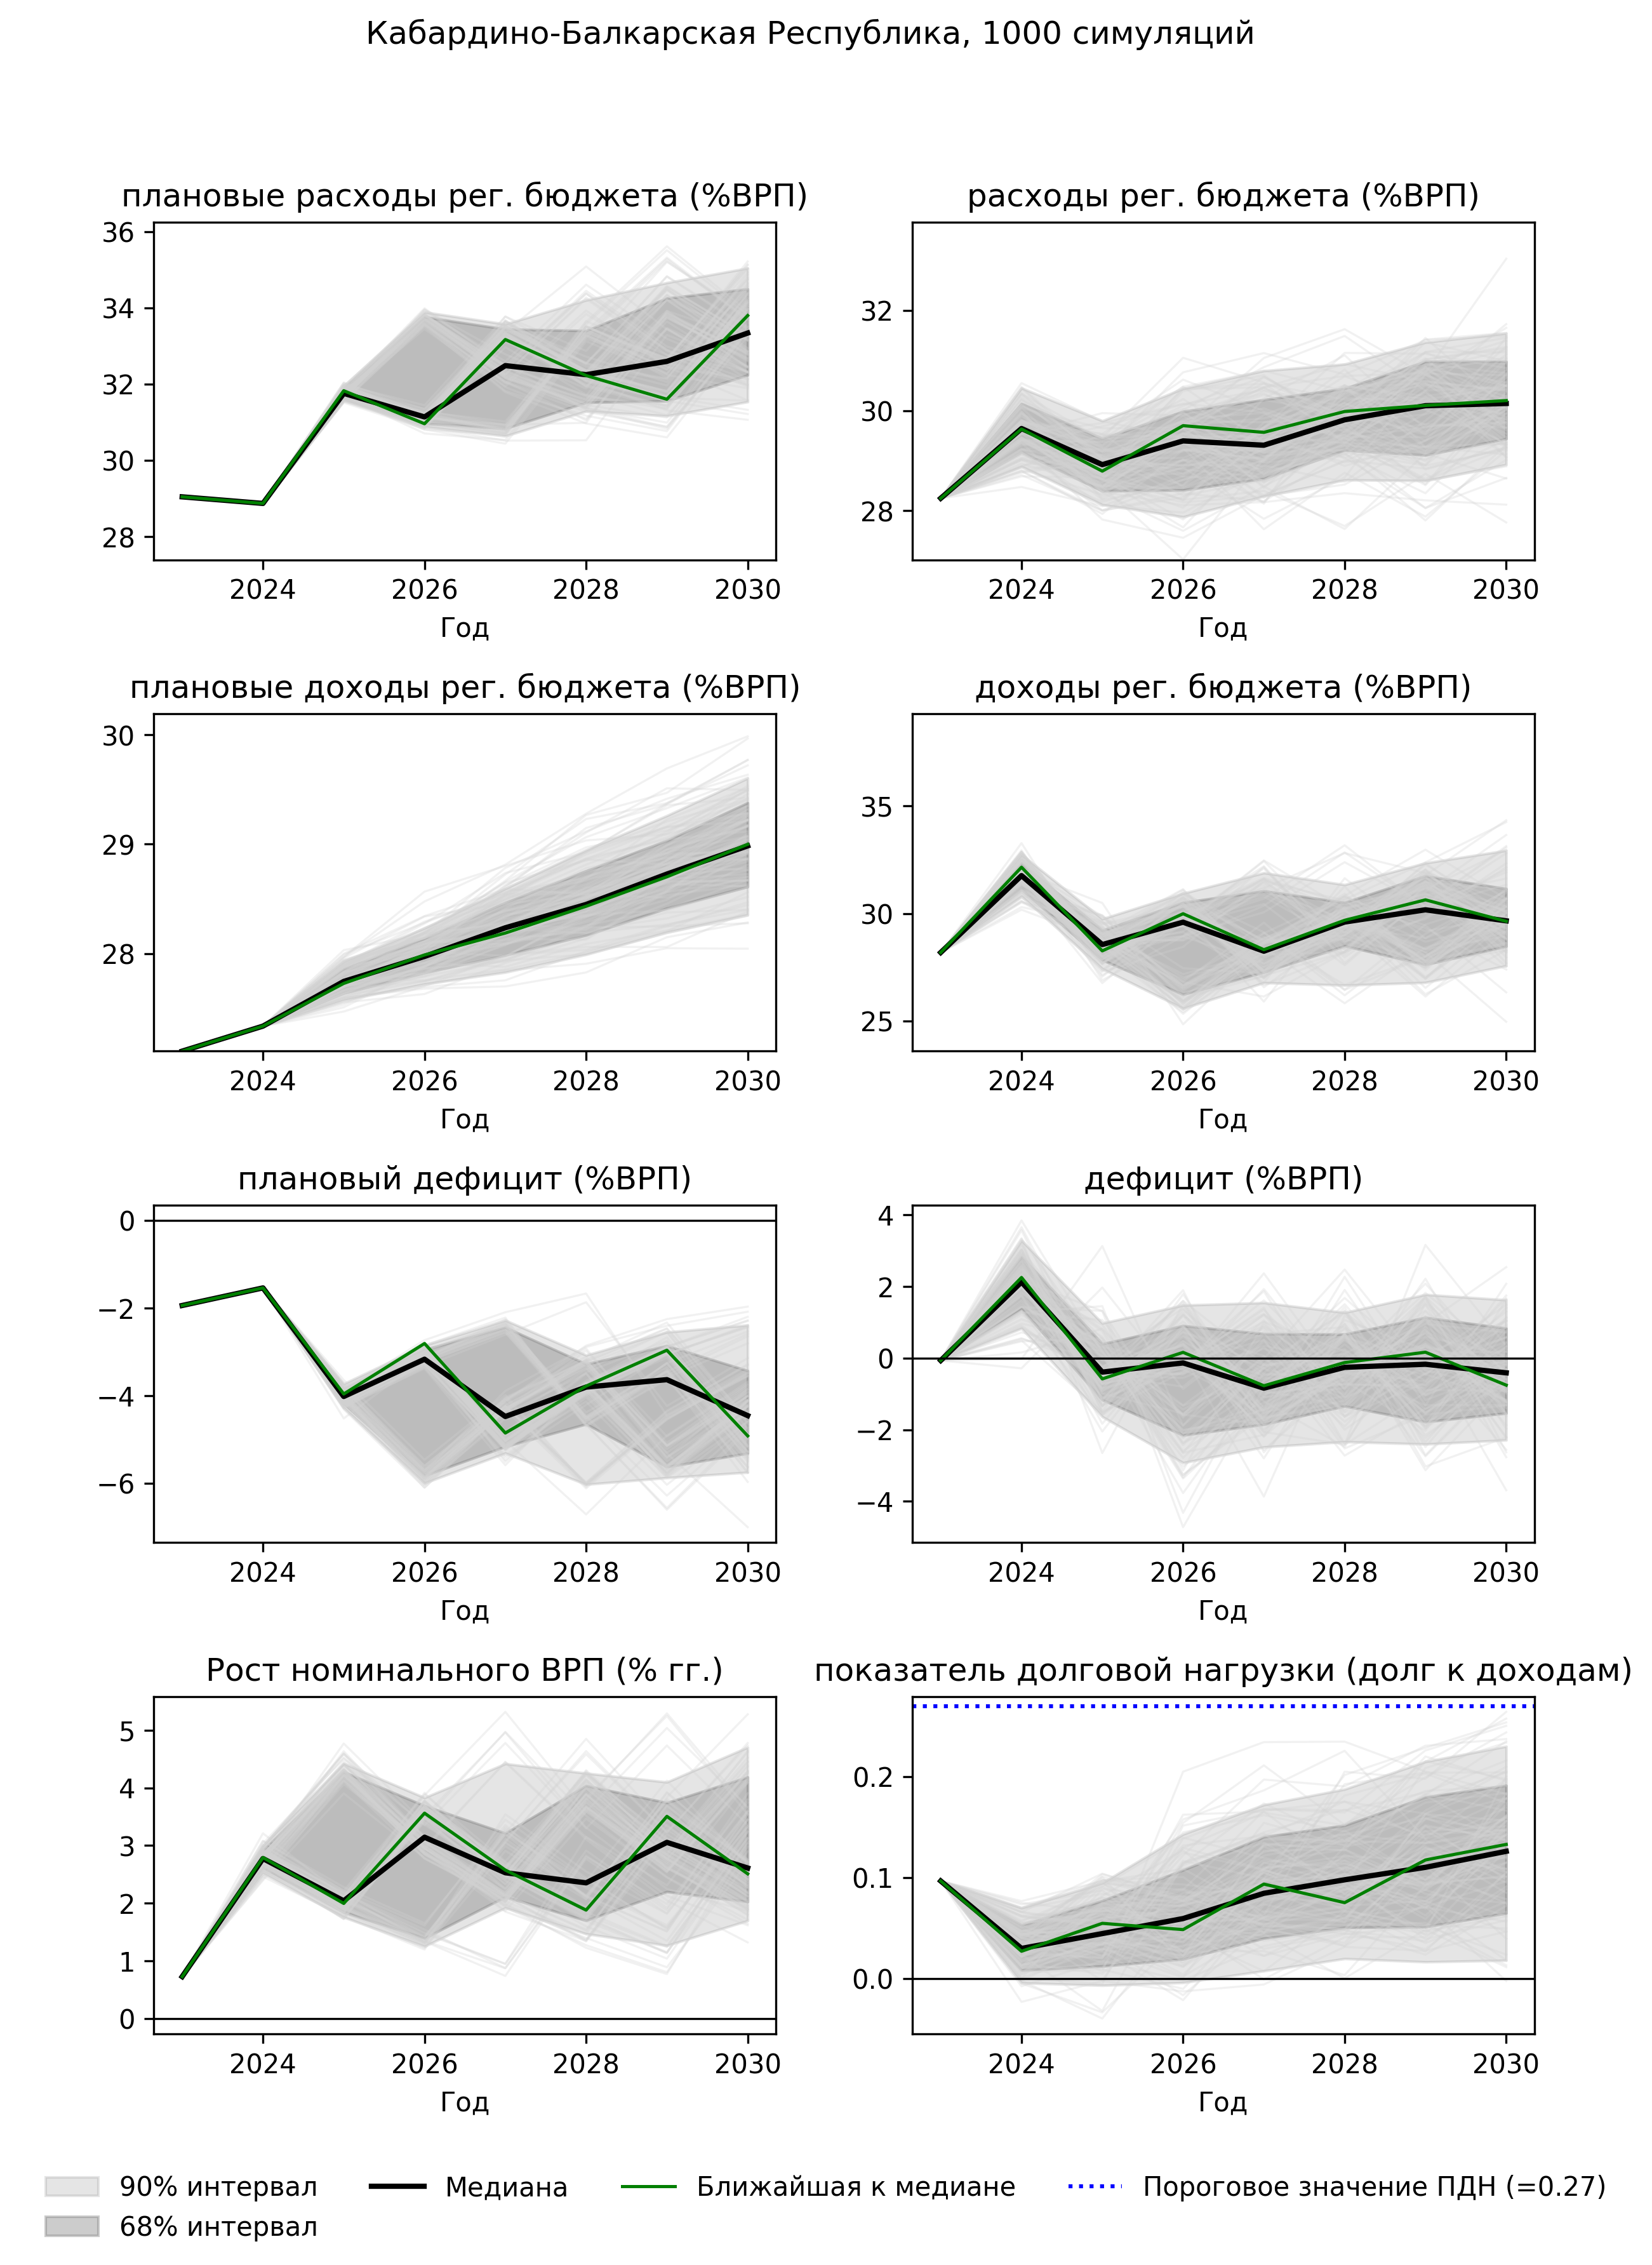 Кабардино-Балкарская Республика, 1000 симуляций
плановые расходы рег. бюджета (%ВРП)
36
34
32
30
28
2024 2026 2028 2030
Год
расходы рег. бюджета (%ВРП)
32
30
28
2024 2026 2028 2030
Год
плановые доходы рег. бюджета (%ВРП)
30
29
28
2024 2026 2028 2030
Год
доходы рег. бюджета (%ВРП)
35
30
25
2024 2026 2028 2030
Год
плановый дефицит (%ВРП)
0
−2
−4
−6
2024 2026 2028 2030
Год
дефицит (%ВРП)
4
2
0
−2
−4
2024 2026 2028 2030
Год
Рост номинального ВРП (% гг.)
5
4
3
2
1
0
2024 2026 2028 2030
Год
показатель долговой нагрузки (долг к доходам)
0.2
0.1
0.0
2024 2026 2028 2030
Год
90% интервал
68% интервал
Медиана
Ближайшая к медиане
Пороговое значение ПДН (=0.27)